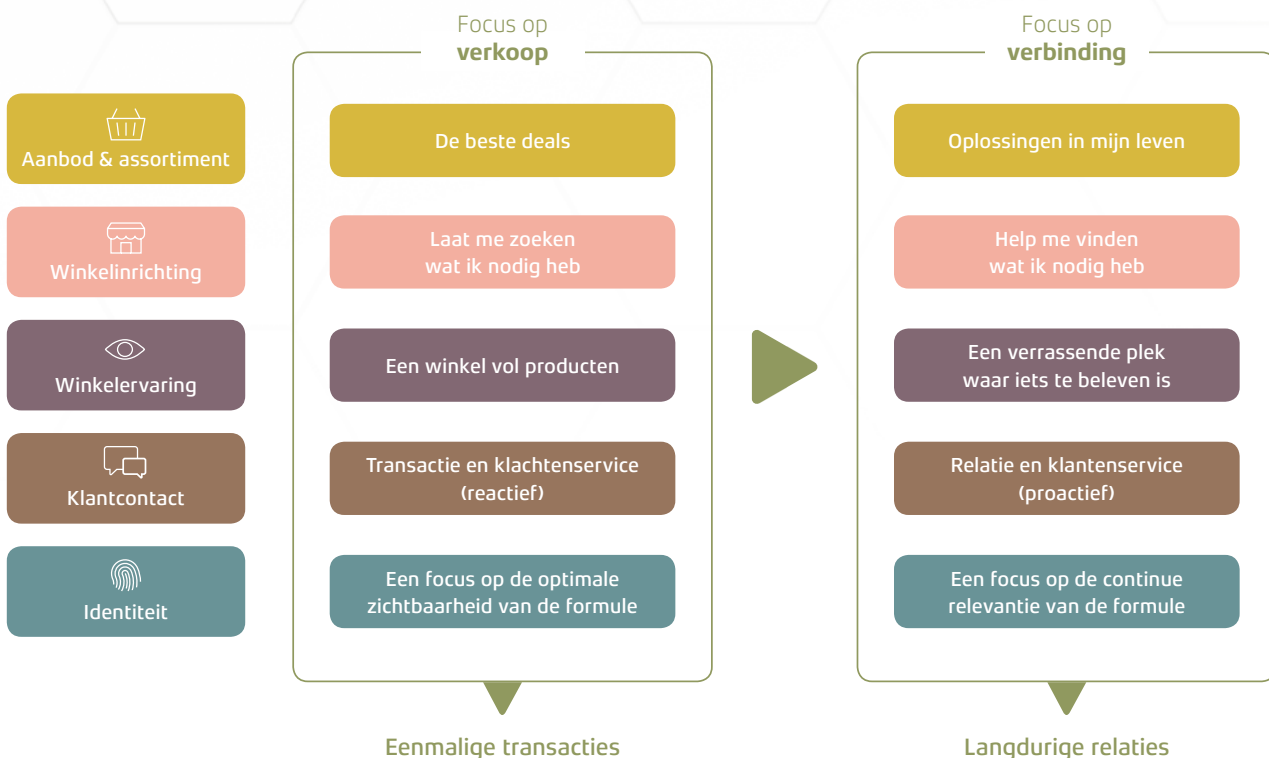 Focus op
verkoop
Focus op
verbinding
Aanbod & assortiment
De beste deals
Oplossingen in mijn leven
Winkelinrichting
Laat me zoeken
wat ik nodig heb
Help me vinden
wat ik nodig heb
Winkelervaring
Een winkel vol producten
Een verrassende plek
waar iets te beleven is
Klantcontact
Transactie en klachtenservice
(reactief)
Relatie en klantenservice
(proactief)
Identiteit
Een focus op de optimale
zichtbaarheid van de formule
Een focus op de continue
relevantie van de formule
Eenmalige transacties
Langdurige relaties